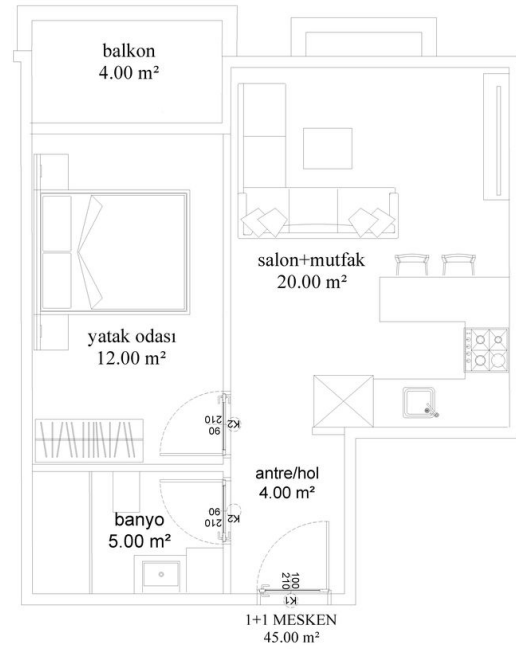 balkon
4.00 m²
salon+mutfak
20.00 m²
yatak odası
12.00 m²
90
210
K2
antre/hol
4.00 m²
90
210
K2
banyo
5.00 m²
100
210
K1
1+1 MESKEN
45.00 m²